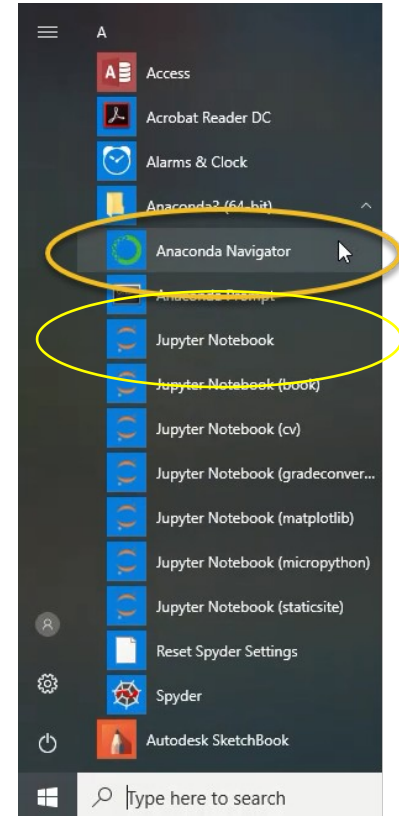 A
Access
Acrobat Reader DC
Alarms & Clock
Anaconda3 (64-bit)
Anaconda Navigator
Anaconda Prompt
Jupyter Notebook
Jupyter Notebook (book)
Jupyter Notebook (cv)
Jupyter Notebook (gradeconver...
Jupyter Notebook (matplotlib)
Jupyter Notebook (micropython)
Jupyter Notebook (staticsite)
Reset Spyder Settings
Spyder
Autodesk SketchBook
Type here to search